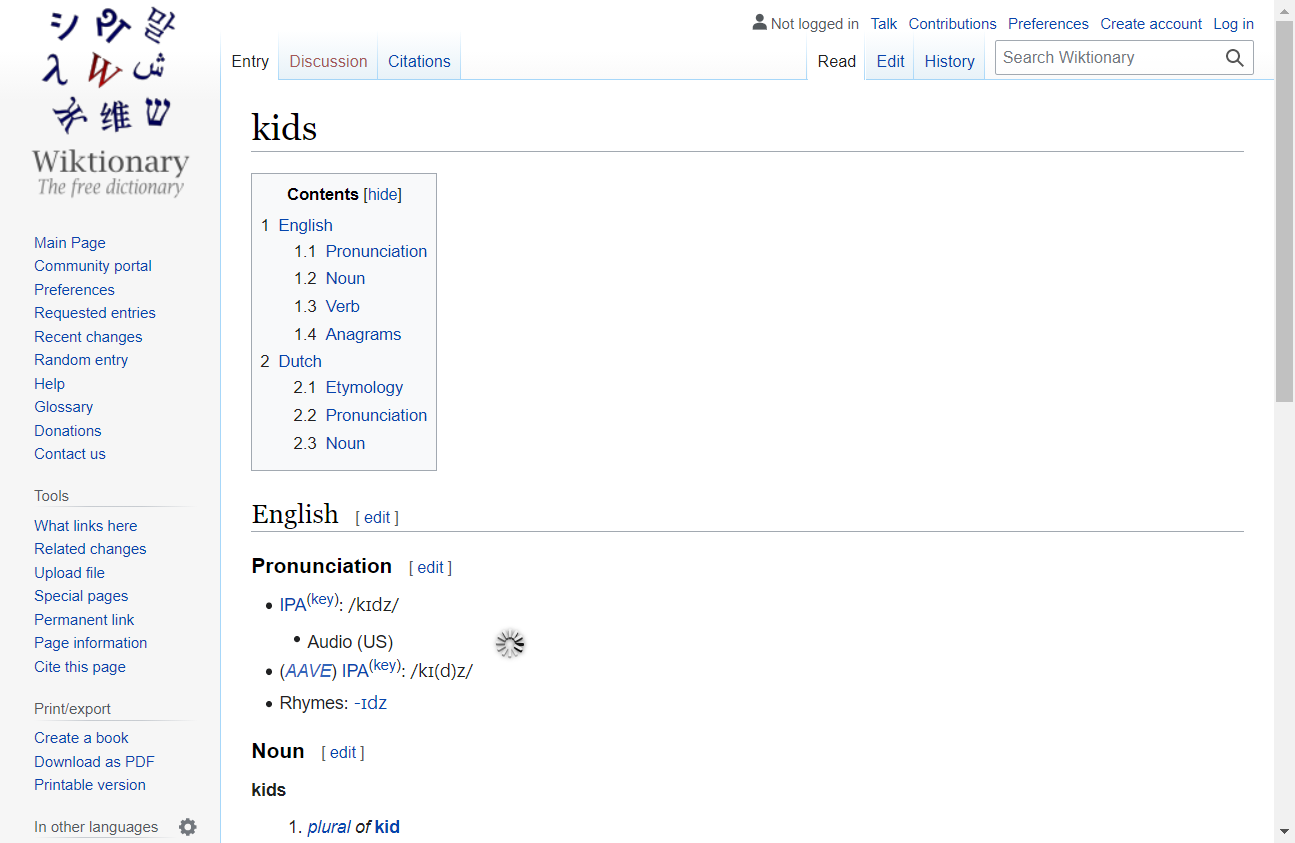 Wiktionary
The free dictionary
Not logged in Talk Contributions Preferences Create account Log in
Entry Discussion Citations Read Edit History Search Wiktionary
Main Page
Community portal
Preferences
Requested entries
Recent changes
Random entry
Help
Glossary
Donations
Contact us
Tools
What links here
Related changes
Upload file
Special pages
Permanent link
Page information
Cite this page
Print/export
Create a book
Download as PDF
Printable version
In other languages
kids
Contents [hide]
1 English
1.1 Pronunciation
1.2 Noun
1.3 Verb
1.4 Anagrams
2 Dutch
2.1 Etymology
2.2 Pronunciation
2.3 Noun
English [ edit ]
Pronunciation [ edit ]
• IPA(key): /kɪdz/
• Audio (US)
• (AAVE) IPA(key): /kɪ(d)z/
• Rhymes: -ɪdz
Noun [ edit ]
kids
1. plural of kid